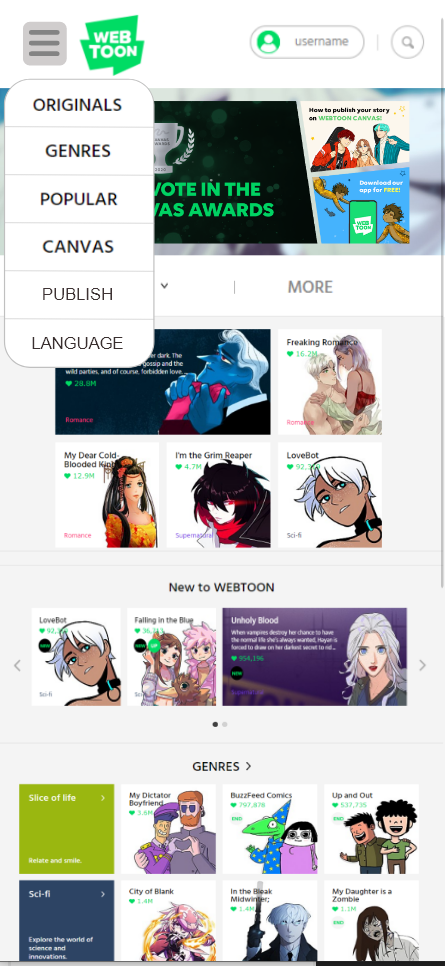 WEB
TOON
username
ORIGINALS
GENRES
POPULAR
CANVAS
PUBLISH
LANGUAGE
How to publish your story
on WEBTOON CANVAS!
2020
VOTE IN THE
AWARDS
Download our
app for FREE!
WEB
TOON
MORE
dark. The
gossip and the
wild parties, and of course, forbidden love.
28.8M
Romance
Freaking Romance
16.2M
Romance
My Dear Cold-
Blooded King
12.9M
Romance
I'm the Grim Reaper
4.7M
Supernatural
LoveBot
Sci-fi
New to WEBTOON
LoveBot
NEW
Sci-fi
Falling in the Blue
NEW
UP
Unholy Blood
When vampires destroy her chance to have
the normal life she's always wanted, Hayan is
forced to draw on her darkest secret to rid...
954,196
NEW
Supernatural
GENRES
Slice of life
Relate and smile.
My Dictator
Boyfriend
3.6M
BuzzFeed Comics
797,878
END
Up and Out
537,735
END
Sci-fi
Explore the world of
science and
innovations.
City of Blank
1.4M
In the Bleak
Midwinter;
1.4M
My Daughter is a
Zombie
1.1M
END